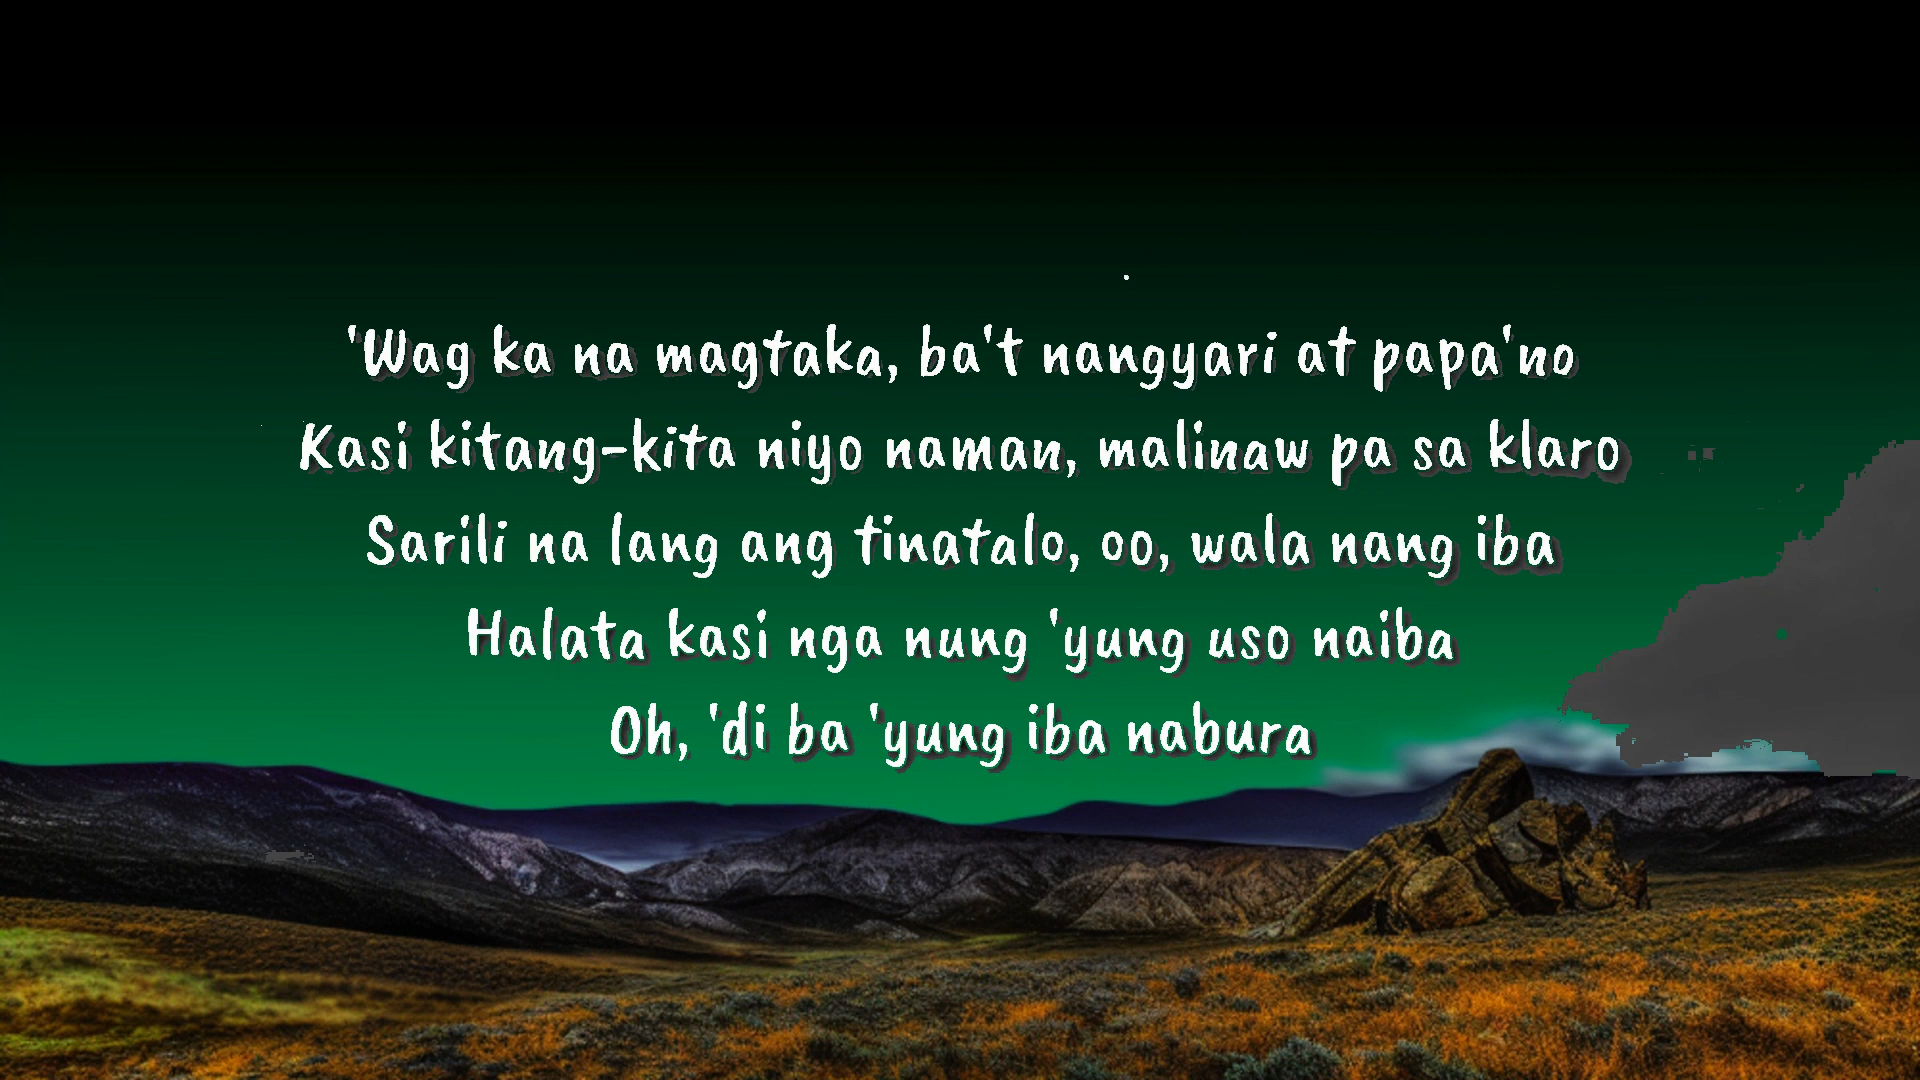 'Wag ka na magtaka, ba't nangyari at papa'no
Kasi kitang-kita niyo naman, malinaw pa sa klaro
Sarili na lang ang tinatalo, oo, wala nang iba
Halata kasi nga nung 'yung uso naiba
Oh, 'di ba 'yung iba nabura